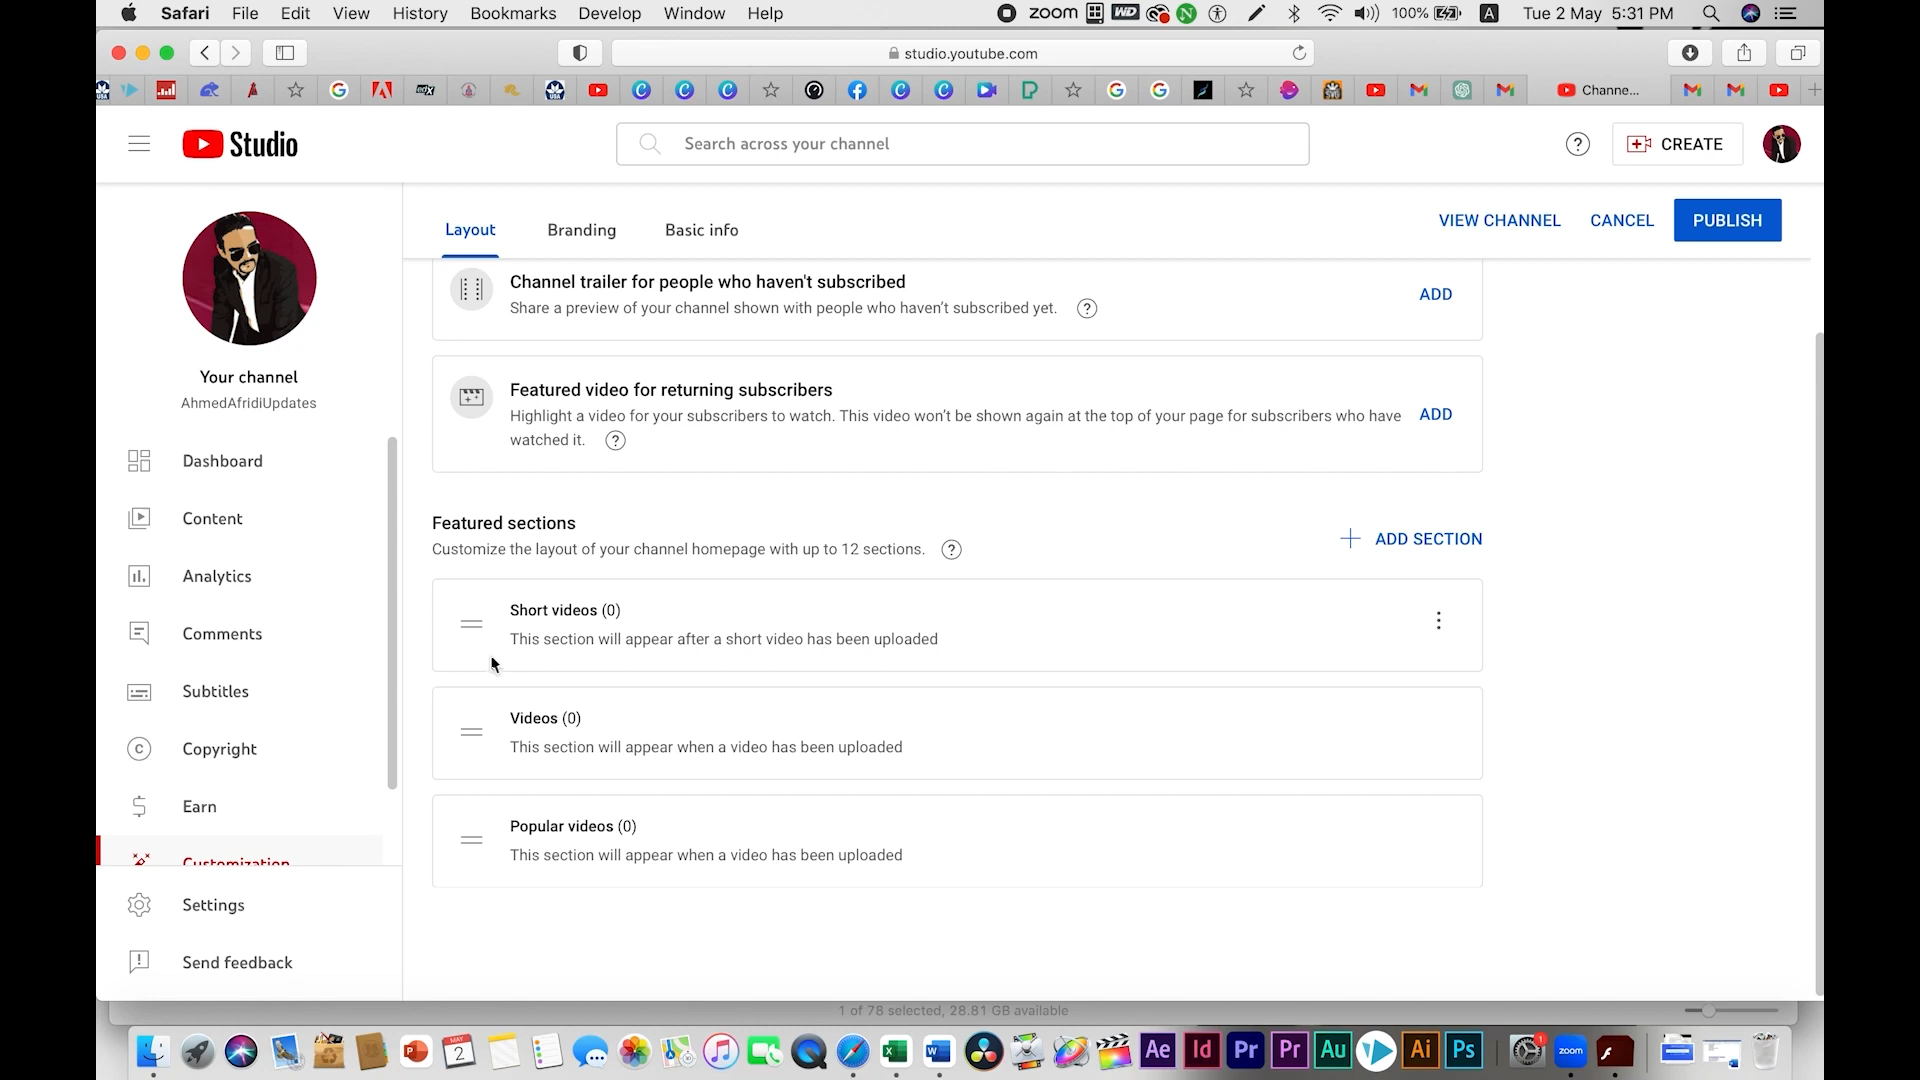 Safari File Edit View History Bookmarks Develop Window Help zoom WD N 100% A Tue 2 May 5:31 PM
studio.youtube.com
Channe...
Studio
Search across your channel
CREATE
Layout
Branding
Basic info
VIEW CHANNEL
CANCEL
PUBLISH
Your channel
AhmedAfridiUpdates
Dashboard
Content
Analytics
Comments
Subtitles
Copyright
Earn
Customization
Settings
Send feedback
Channel trailer for people who haven't subscribed
Share a preview of your channel shown with people who haven't subscribed yet.
ADD
Featured video for returning subscribers
Highlight a video for your subscribers to watch. This video won't be shown again at the top of your page for subscribers who have
watched it.
ADD
Featured sections
Customize the layout of your channel homepage with up to 12 sections.
ADD SECTION
Short videos (0)
This section will appear after a short video has been uploaded
Videos (0)
This section will appear when a video has been uploaded
Popular videos (0)
This section will appear when a video has been uploaded
1 of 78 selected, 28.81 GB available
MAY
2
Ae Id Pr Pr Au Ai Ps zoom